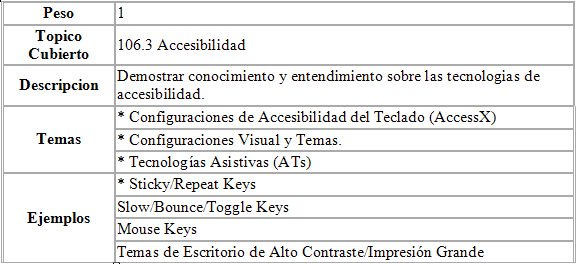 Peso 1
Topico Cubierto 106.3 Accesibilidad
Descripcion Demostrar conocimiento y entendimiento sobre las tecnologias de accesibilidad.
Temas * Configuraciones de Accesibilidad del Teclado (AccessX)
* Configuraciones Visual y Temas.
* Tecnologías Asistivas (ATs)
Ejemplos * Sticky/Repeat Keys
Slow/Bounce/Toggle Keys
Mouse Keys
Temas de Escritorio de Alto Contraste/Impresión Grande